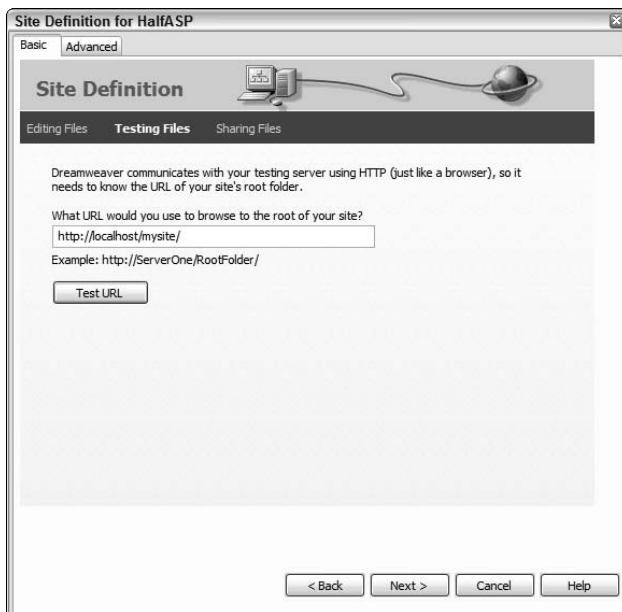 Site Definition for HalfASP
Basic Advanced
Site Definition
Editing Files Testing Files Sharing Files
Dreamweaver communicates with your testing server using HTTP (just like a browser), so it
needs to know the URL of your site's root folder.
What URL would you use to browse to the root of your site?
http://localhost/mysite/
Example: http://ServerOne/RootFolder/
Test URL
< Back Next > Cancel Help